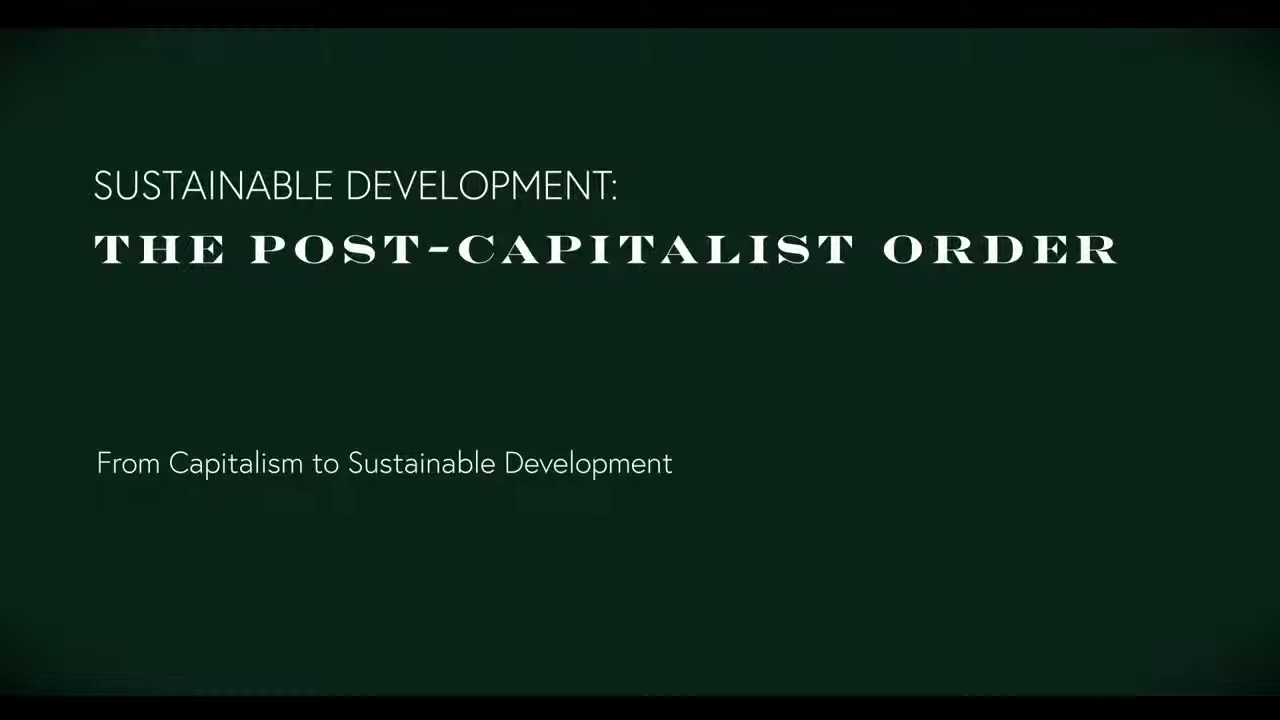 SUSTAINABLE DEVELOPMENT:
THE POST-CAPITALIST ORDER
From Capitalism to Sustainable Development